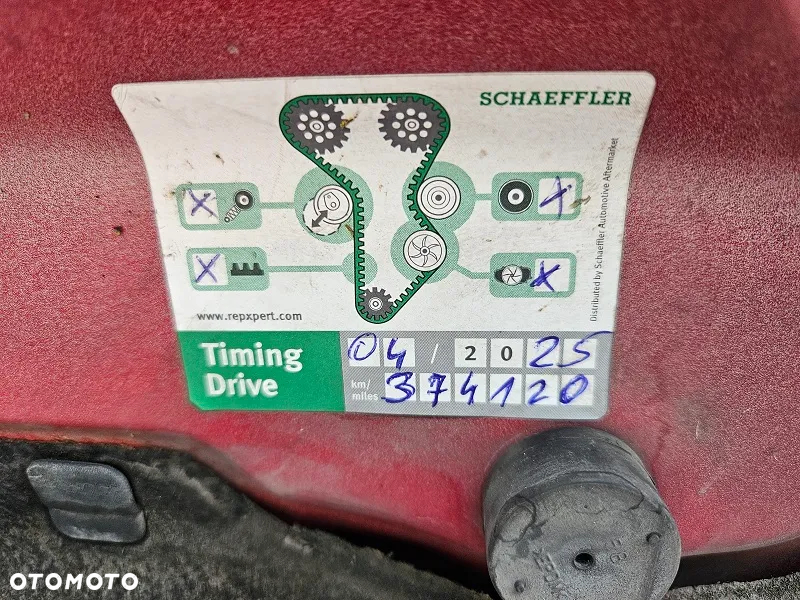 SCHAEFFLER
X
X
X
X
Distributed by Schaeffler Automotive Aftermarket
www.repxpert.com
Timing
Drive
04 / 2025
km/
miles
374120
OTOMOTO